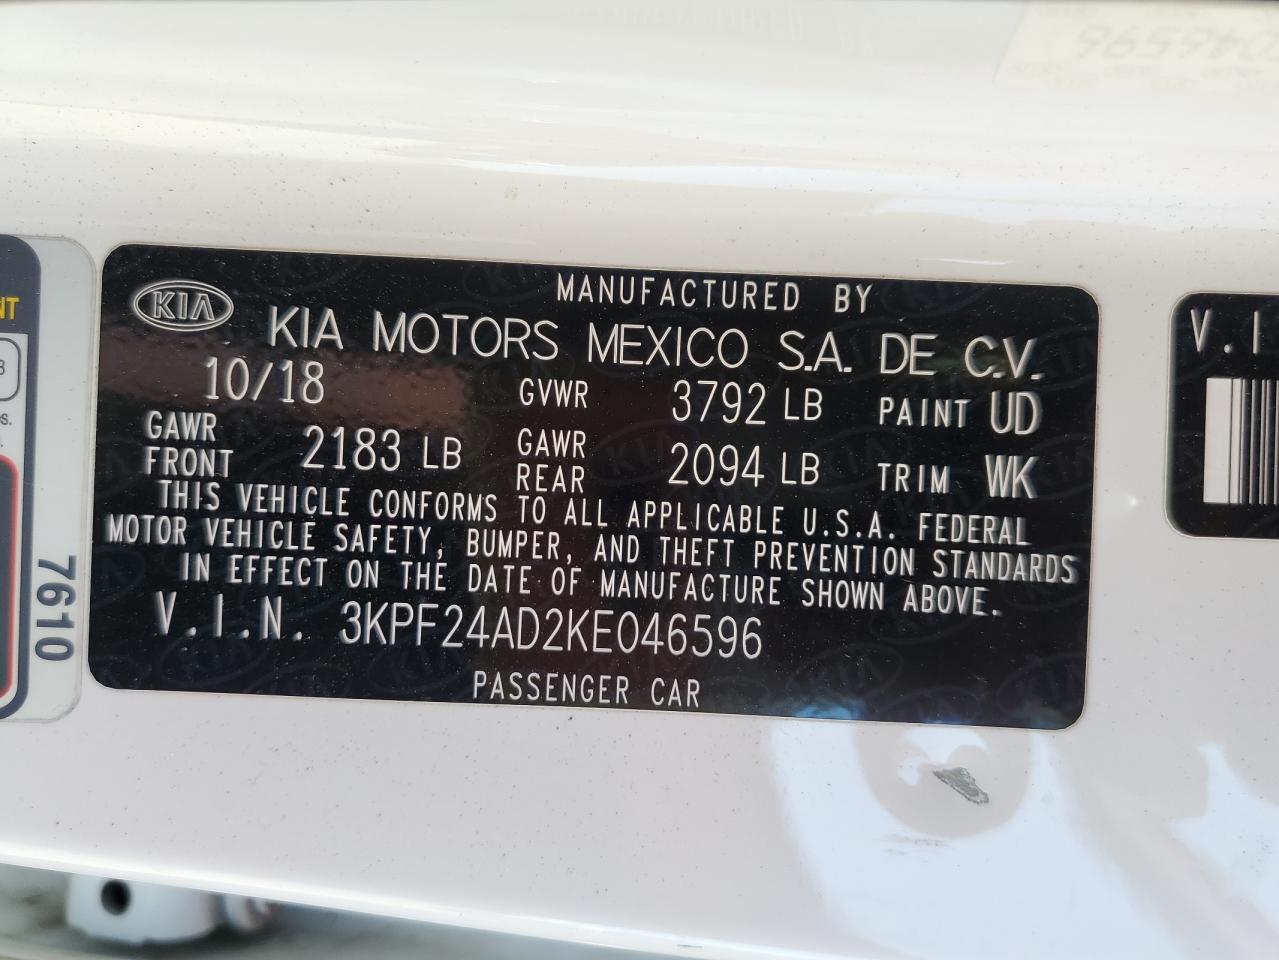 046596
MANUFACTURED BY
KIA
KIA MOTORS MEXICO S.A. DE C.V.
10/18 GVWR 3792 LB PAINT UD
GAWR FRONT 2183 LB GAWR REAR 2094 LB TRIM WK
THIS VEHICLE CONFORMS TO ALL APPLICABLE U.S.A. FEDERAL
MOTOR VEHICLE SAFETY, BUMPER, AND THEFT PREVENTION STANDARDS
IN EFFECT ON THE DATE OF MANUFACTURE SHOWN ABOVE.
V.I.N. 3KPF24AD2KE046596
PASSENGER CAR
7610
NT
V.I